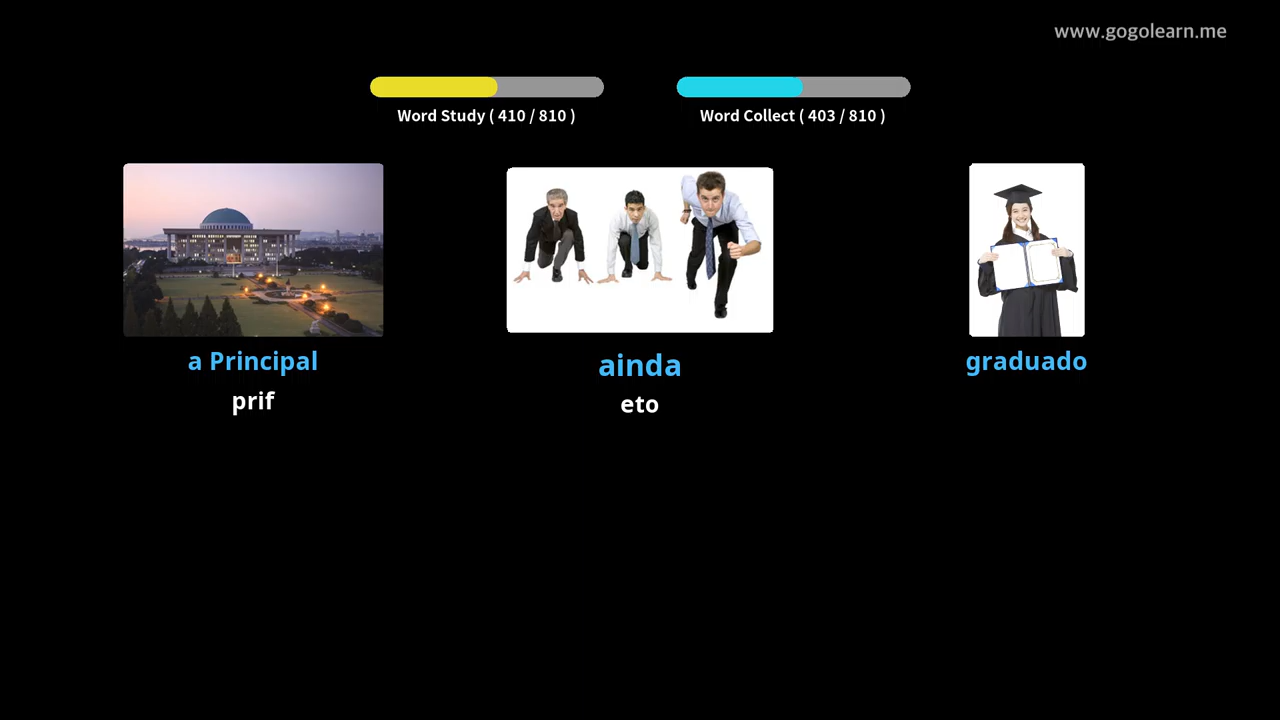 www.gogolearn.me
Word Study ( 410 / 810 )
Word Collect ( 403 / 810 )
a Principal
prif
ainda
eto
graduado